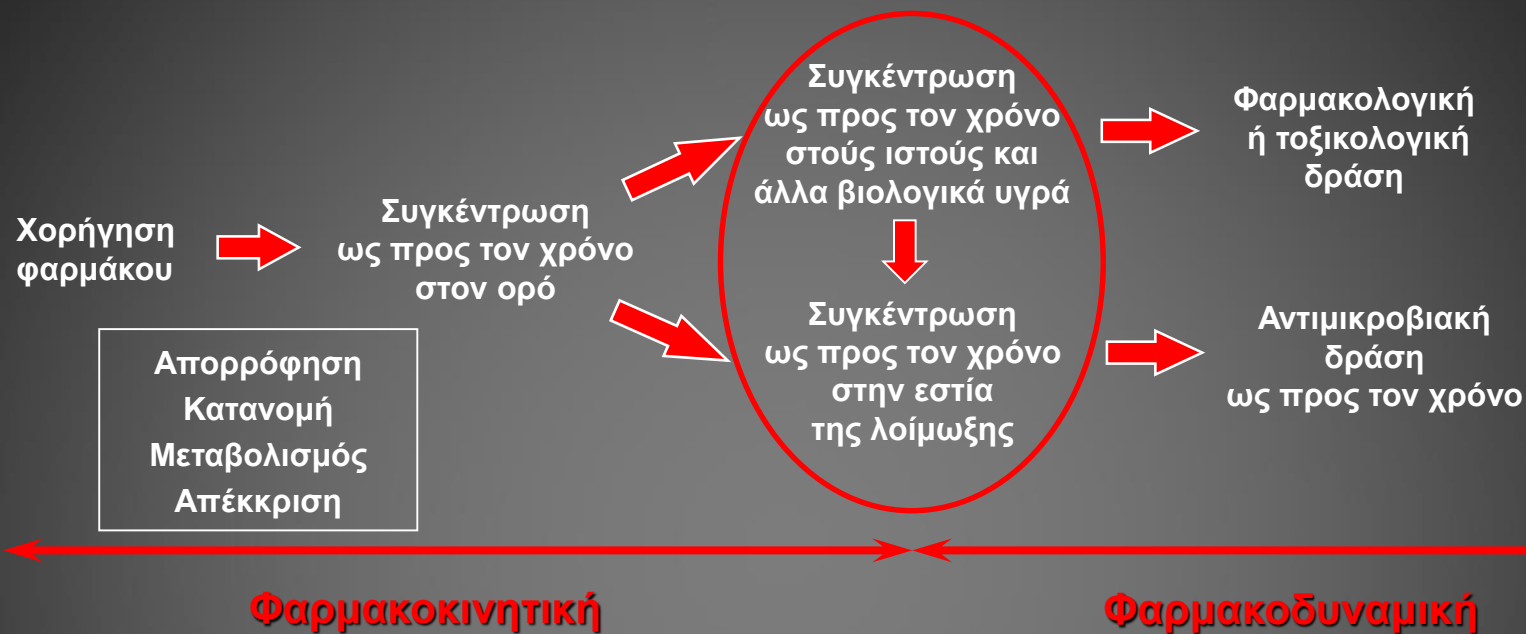 Χορήγηση
φαρμάκου
Συγκέντρωση
ως προς τον χρόνο
στον ορό
Απορρόφηση
Κατανομή
Μεταβολισμός
Απέκκριση
Συγκέντρωση
ως προς τον χρόνο
στούς ιστούς και
άλλα βιολογικά υγρά
Συγκέντρωση
ως προς τον χρόνο
στην εστία
της λοίμωξης
Φαρμακολογική
ή τοξικολογική
δράση
Αντιμικροβιακή
δράση
ως προς τον χρόνο
Φαρμακοκινητική
Φαρμακοδυναμική